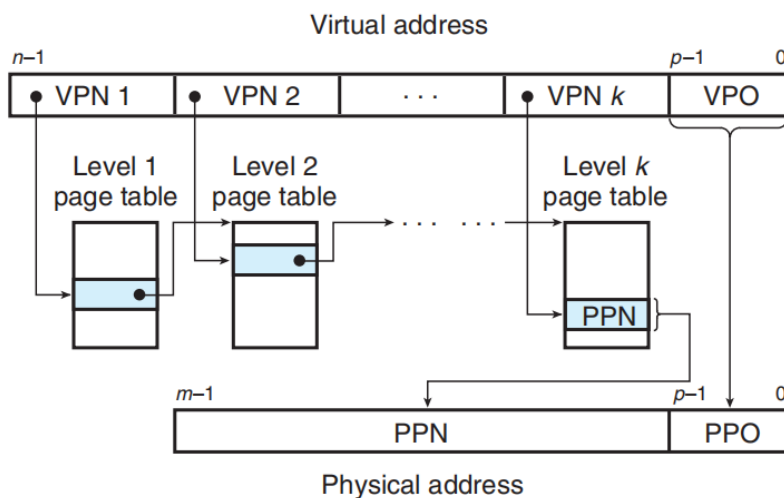 Virtual address
n–1 p–1 0
VPN 1 VPN 2 · · · VPN k VPO
Level 1 Level 2 Level k
page table page table page table
· · · · · ·
PPN
m–1 p–1 0
PPN PPO
Physical address